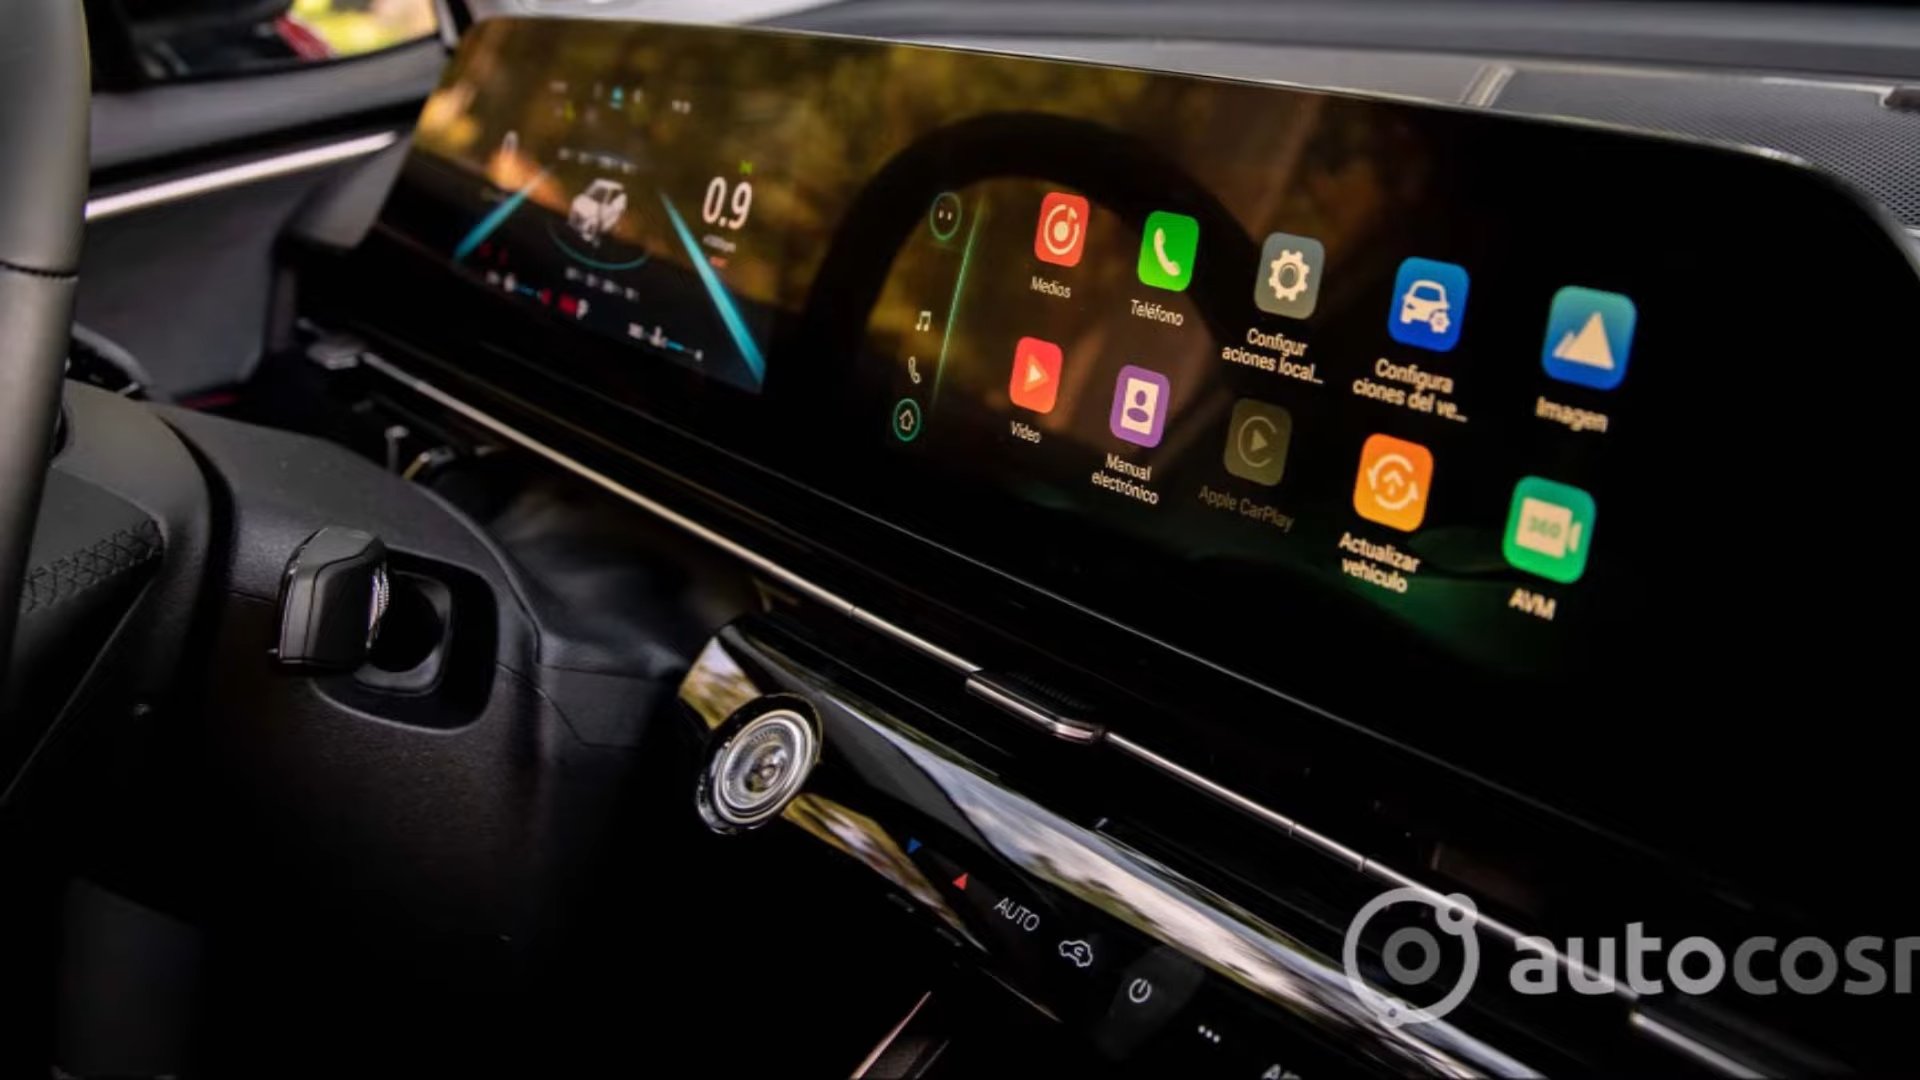 0.9
Medios
Teléfono
Configur
aciones local...
Configura
ciones del ve...
Imagen
Video
Manual
electrónico
Apple CarPlay
Actualizar
vehículo
360
AVM
AUTO
autocosm